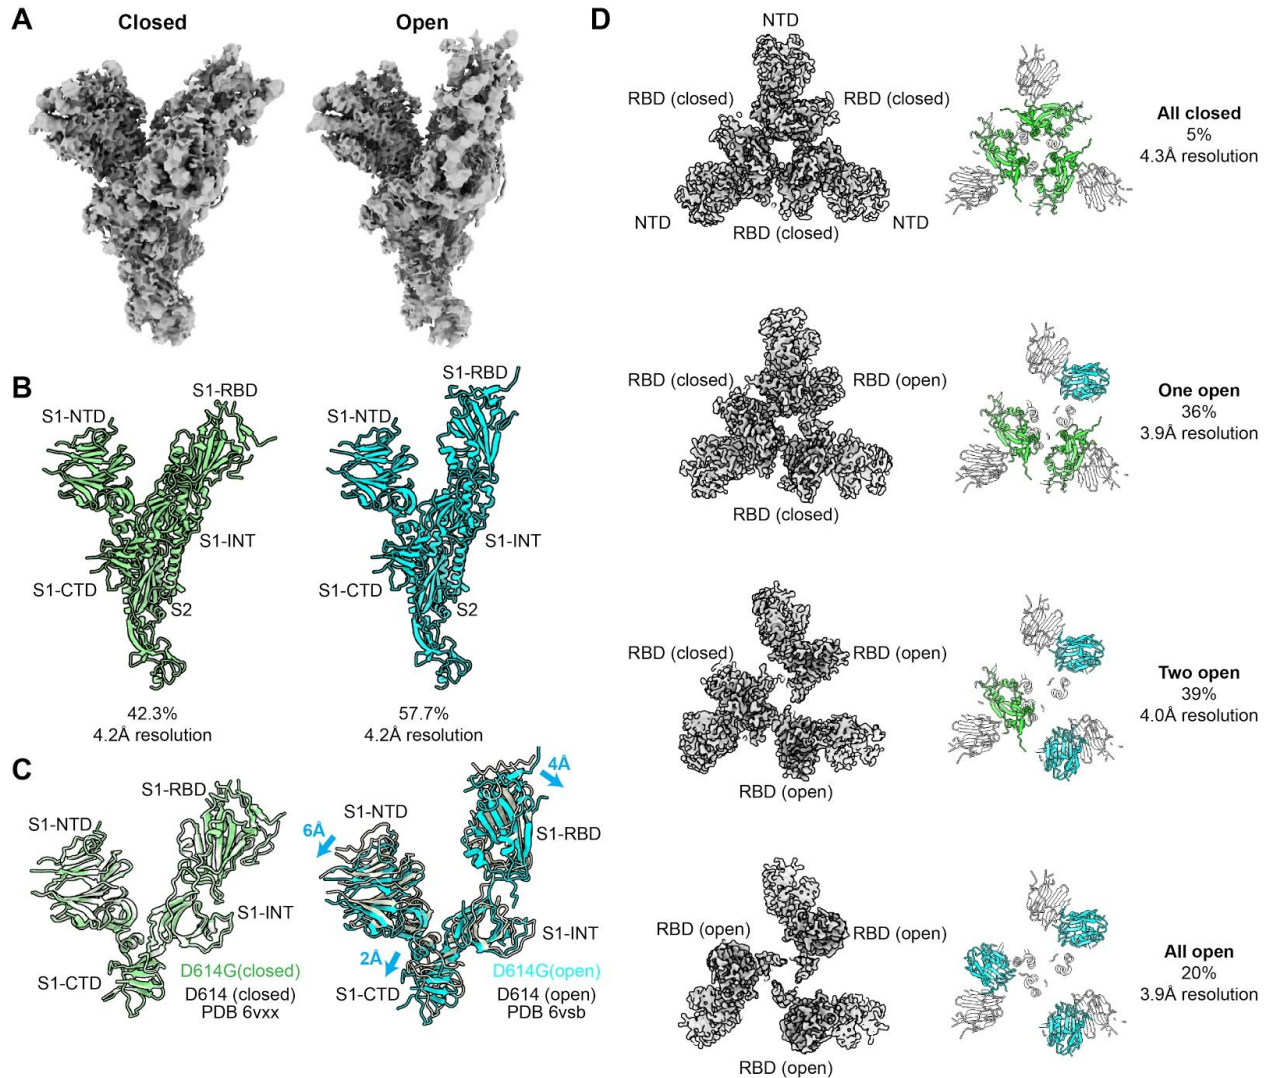 A
Closed
Open
B
S1-RBD
S1-NTD
S1-INT
S1-CTD
S2
42.3%
4.2Å resolution
S1-RBD
S1-NTD
S1-INT
S1-CTD
S2
57.7%
4.2Å resolution
C
S1-RBD
S1-NTD
S1-INT
S1-CTD
D614G(closed)
D614 (closed)
PDB 6vxx
4Å
S1-NTD
6Å
S1-RBD
S1-INT
2Å
S1-CTD
D614G(open)
D614 (open)
PDB 6vsb
D
NTD
RBD (closed)
RBD (closed)
NTD
NTD
RBD (closed)
All closed
5%
4.3Å resolution
RBD (closed)
RBD (open)
RBD (closed)
One open
36%
3.9Å resolution
RBD (closed)
RBD (open)
RBD (open)
Two open
39%
4.0Å resolution
RBD (open)
RBD (open)
RBD (open)
All open
20%
3.9Å resolution